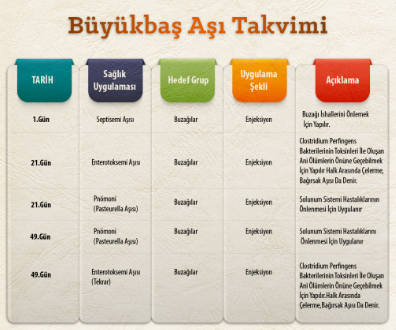 Büyükbaş Aşı Takvimi
TARİH
Sağlık
Uygulaması
Hedef Grup
Uygulama
Şekli
Açıklama
1.Gün
Septisemi Aşısı
Buzağılar
Enjeksiyon
Buzağı İshallerini Önlemek
İçin Yapılır.
21.Gün
Enterotoksemi Aşısı
Buzağılar
Enjeksiyon
Clostridium Perfingens
Bakterilerinin Toksinleri İle Oluşan
Ani Ölümlerin Önüne Geçebilmek
İçin Yapılır Halk Arasında Çelerme,
Bağırsak Aşısı Da Denir.
21.Gün
Pnömoni
(Pasteurella Aşısı)
Buzağılar
Enjeksiyon
Solunum Sistemi Hastalıklarının
Önlenmesi İçin Uygulanır
49.Gün
Pnömoni
(Pasteurella Aşısı)
Buzağılar
Enjeksiyon
Solunum Sistemi Hastalıklarını
Önlenmesi İçin Uygulanır
49.Gün
Enterotoksemi Aşısı
(Tekrar)
Buzağılar
Enjeksiyon
Clostridium Perfingens
Bakterilerinin Toksinleri İle Oluşan
Ani Ölümlerin Önüne Geçebilmek
İçin Yapılır.Halk Arasında
Çelerme,Bağırsak Aşısı Da Denir.